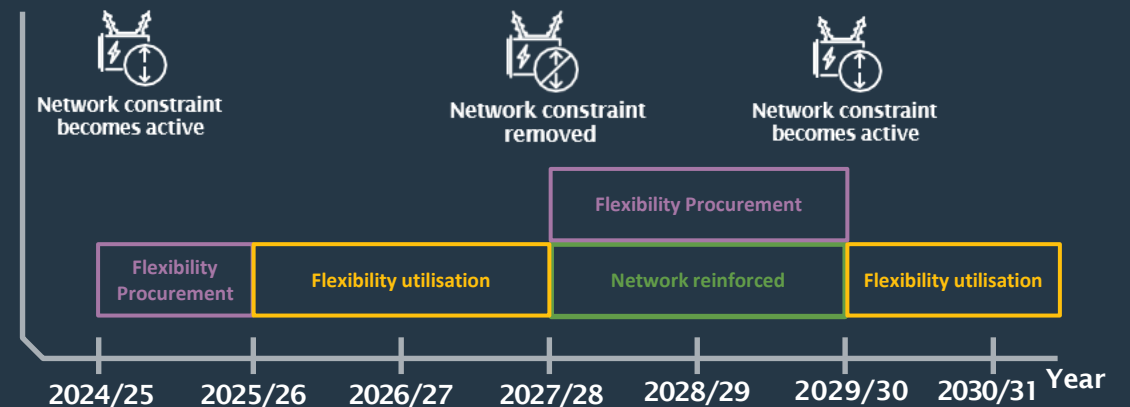 Network constraint
becomes active
Network constraint
removed
Network constraint
becomes active
Flexibility Procurement
Flexibility
Procurement
Flexibility utilisation
Network reinforced
Flexibility utilisation
2024/25
2025/26
2026/27
2027/28
2028/29
2029/30
2030/31
Year